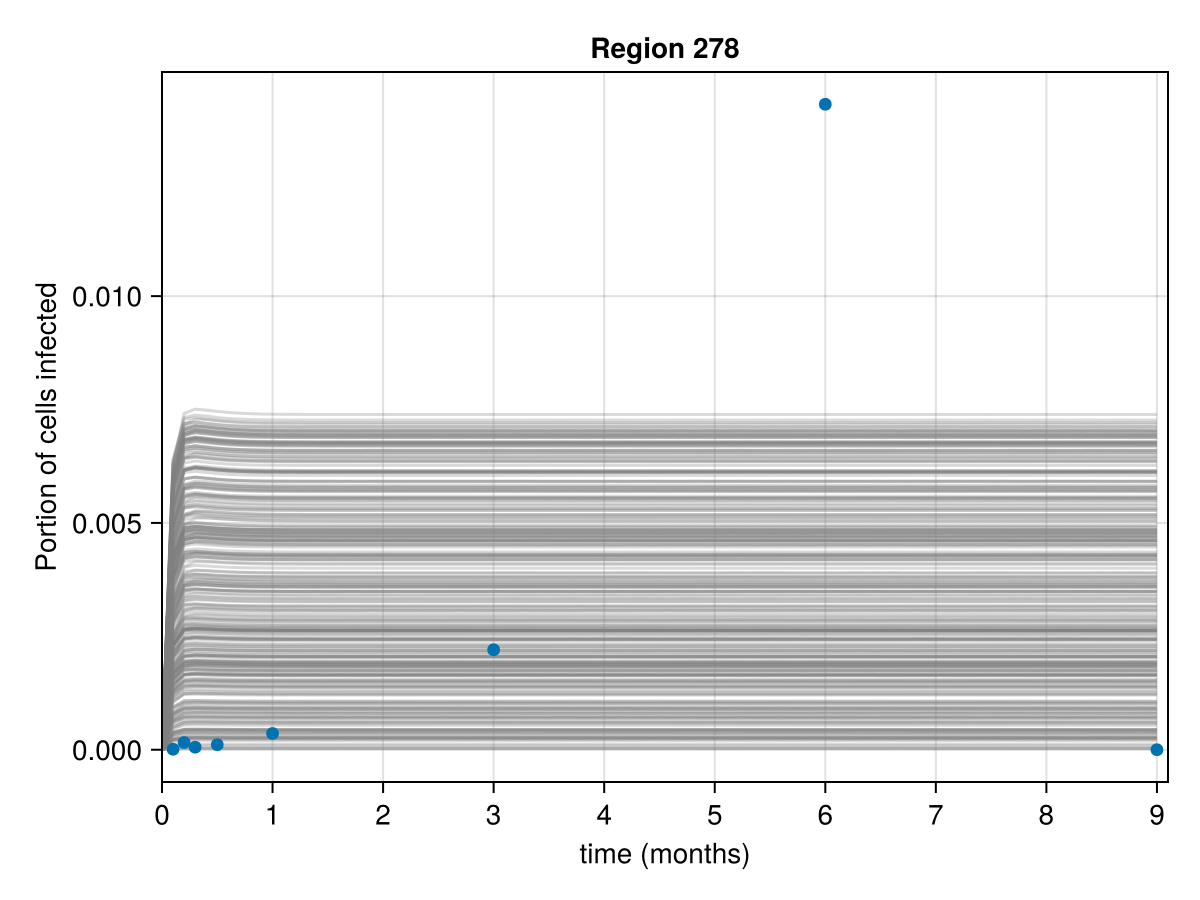 Region 278
Portion of cells infected
0.010
0.005
0.000
0 1 2 3 4 5 6 7 8 9
time (months)